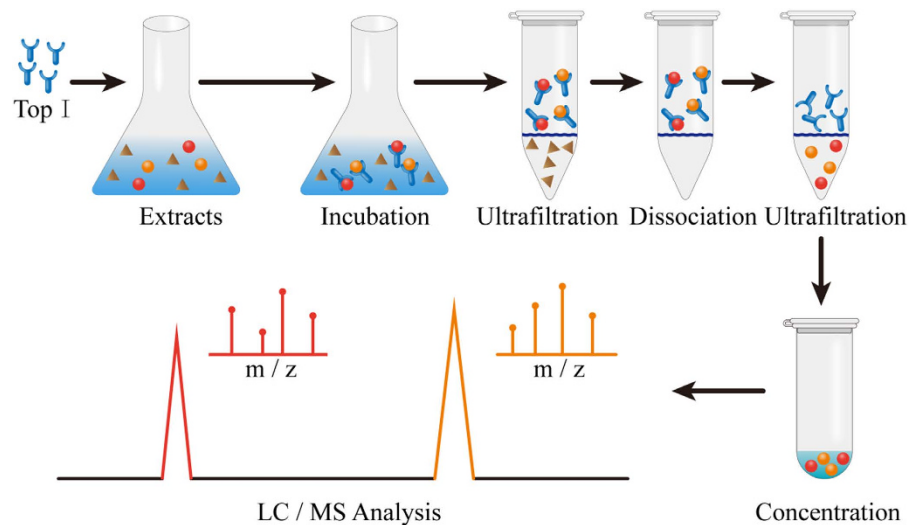 Top Ⅰ
Extracts
Incubation
Ultrafiltration
Dissociation
Ultrafiltration
m / z
m / z
LC / MS Analysis
Concentration